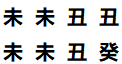 未 未 丑 丑
未 未 丑 癸